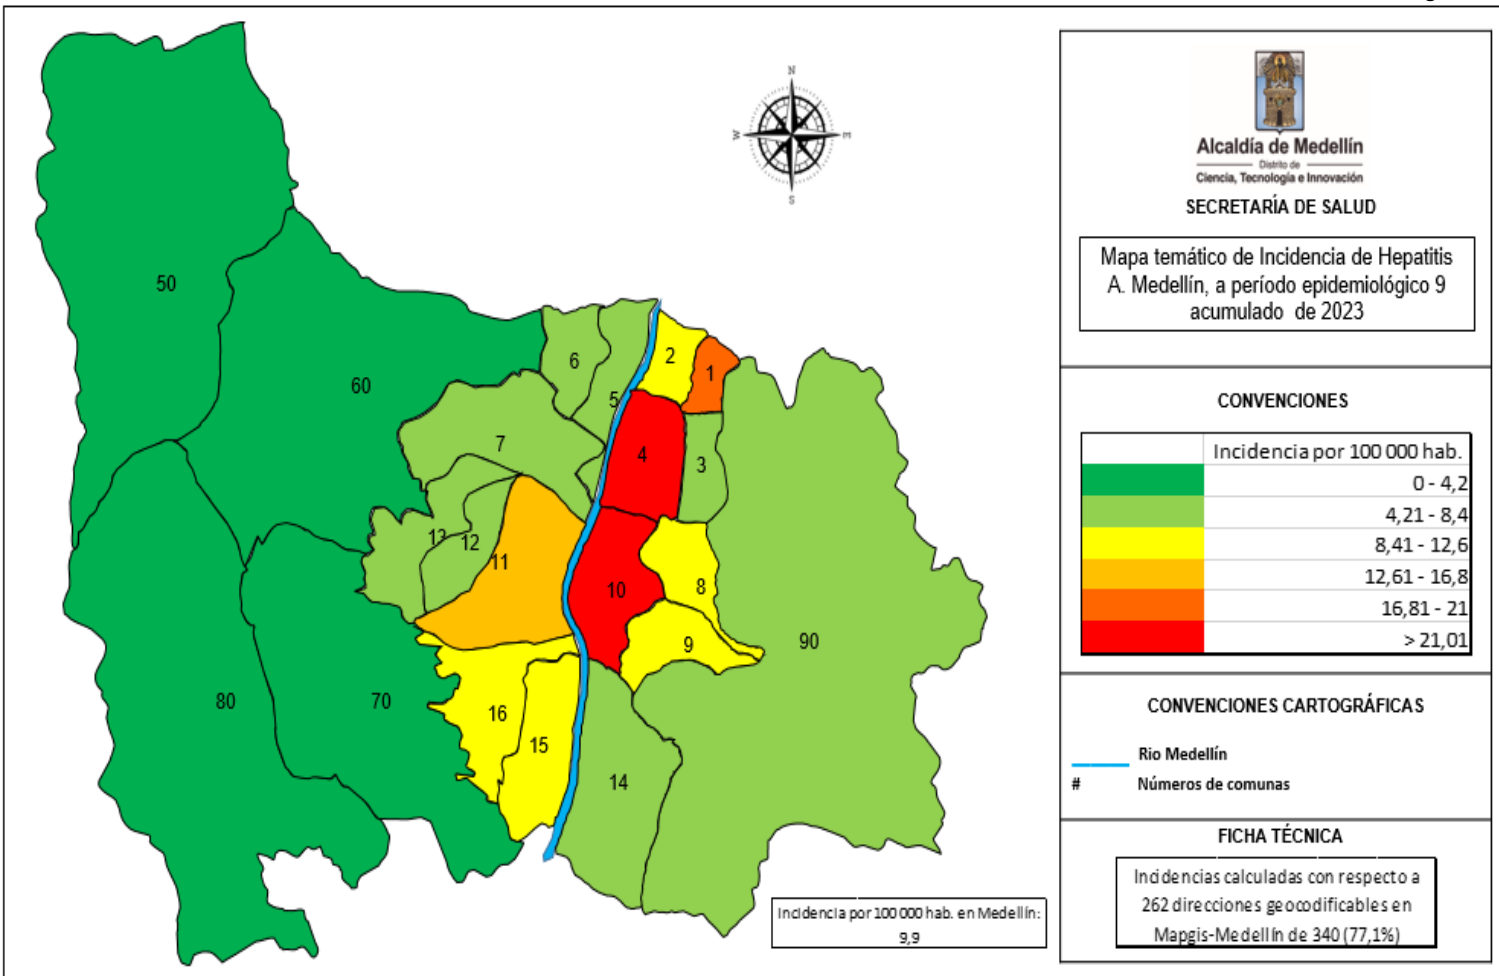 N
W
E
S
50
60
6
5
2
1
7
4
3
13
12
11
10
8
9
90
80
70
16
15
14
Incidencia por 100 000 hab. en Medellín:
9,9
Alcaldía de Medellín
Distrito de
Ciencia, Tecnología e Innovación
SECRETARÍA DE SALUD
Mapa temático de Incidencia de Hepatitis
A. Medellín, a período epidemiológico 9
acumulado de 2023
CONVENCIONES
Incidencia por 100 000 hab.
0 - 4,2
4,21 - 8,4
8,41 - 12,6
12,61 - 16,8
16,81 - 21
> 21,01
CONVENCIONES CARTOGRÁFICAS
Rio Medellín
# Números de comunas
FICHA TÉCNICA
Incidencias calculadas con respecto a
262 direcciones geocodificables en
Mapgis-Medellín de 340 (77,1%)